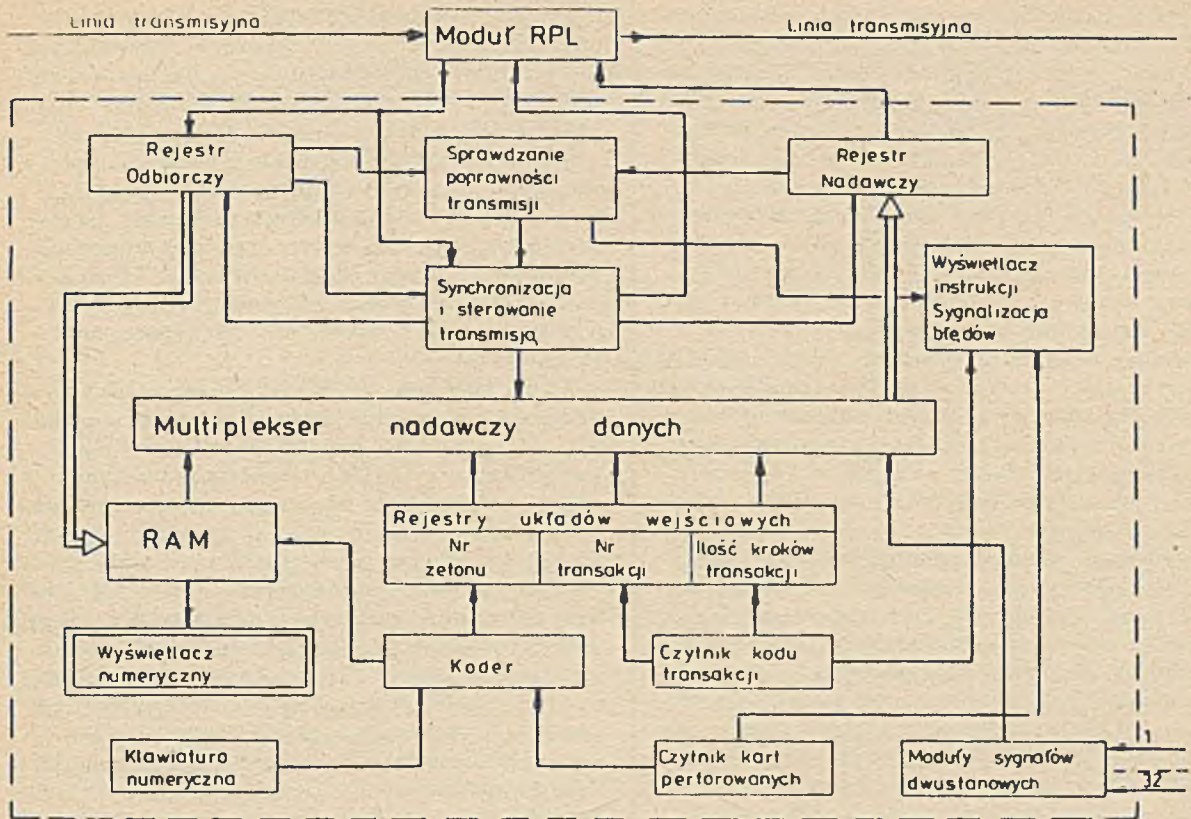 Linia transmisyjna
Moduł RPL
Linia transmisyjna
Rejestr
Odbiorczy
Sprawdzanie
poprawności
transmisji
Rejestr
Nadawczy
Synchronizacja
i sterowanie
transmisją
Wyświetlacz
instrukcji
Sygnalizacja
błędów
Multiplekser nadawczy danych
RAM
Rejestry układów wejściowych
Nr
zetonu
Nr
transakcji
Ilość kroków
transakcji
Wyświetlacz
numeryczny
Koder
Czytnik kodu
transakcji
Klawiatura
numeryczna
Czytnik kart
perforowanych
Moduły sygnałów
dwustanowych
1
32